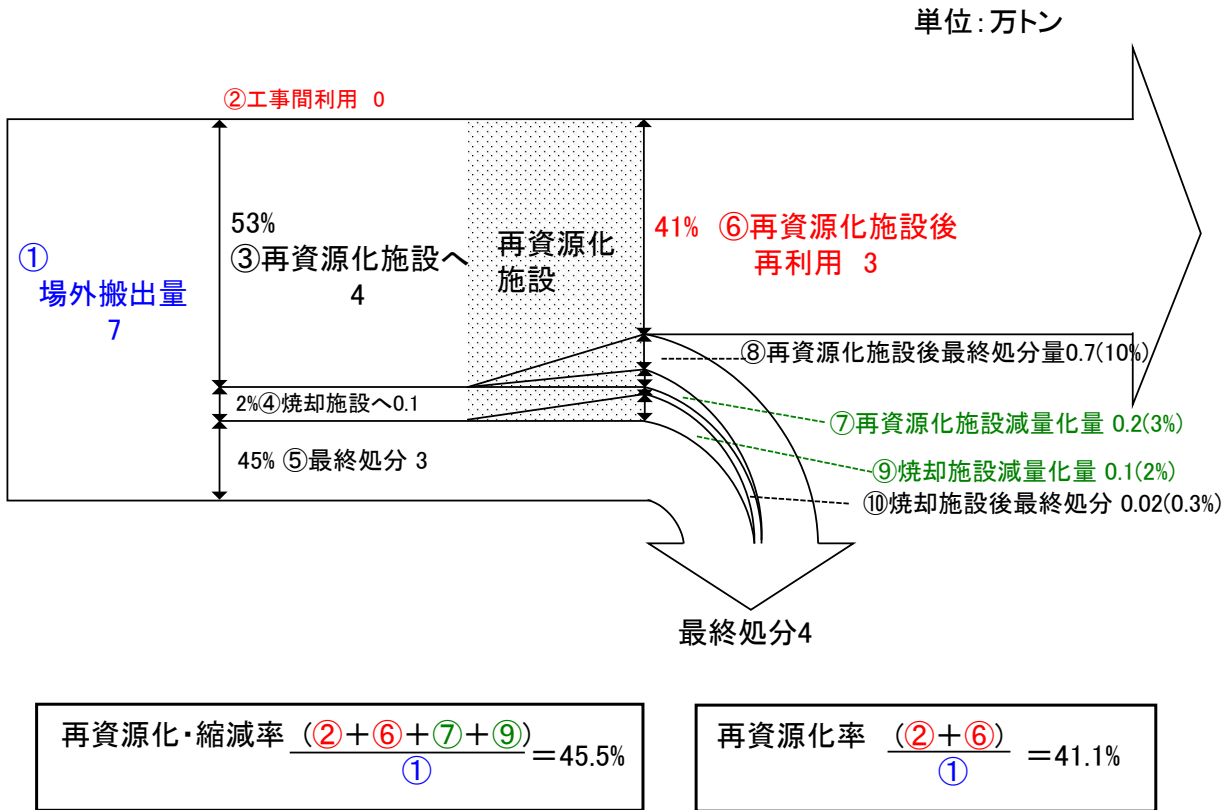 単位：万トン
②工事間利用 0
①
場外搬出量
7
53%
③再資源化施設へ
4
再資源化
施設
41% ⑥再資源化施設後
再利用 3
⑧再資源化施設後最終処分量0.7(10%)
2%④焼却施設へ0.1
⑦再資源化施設減量化量 0.2(3%)
45% ⑤最終処分 3
⑨焼却施設減量化量 0.1(2%)
⑩焼却施設後最終処分 0.02(0.3%)
最終処分4
再資源化・縮減率 (②＋⑥＋⑦＋⑨)
①
＝45.5%
再資源化率 (②＋⑥)
①
＝41.1%